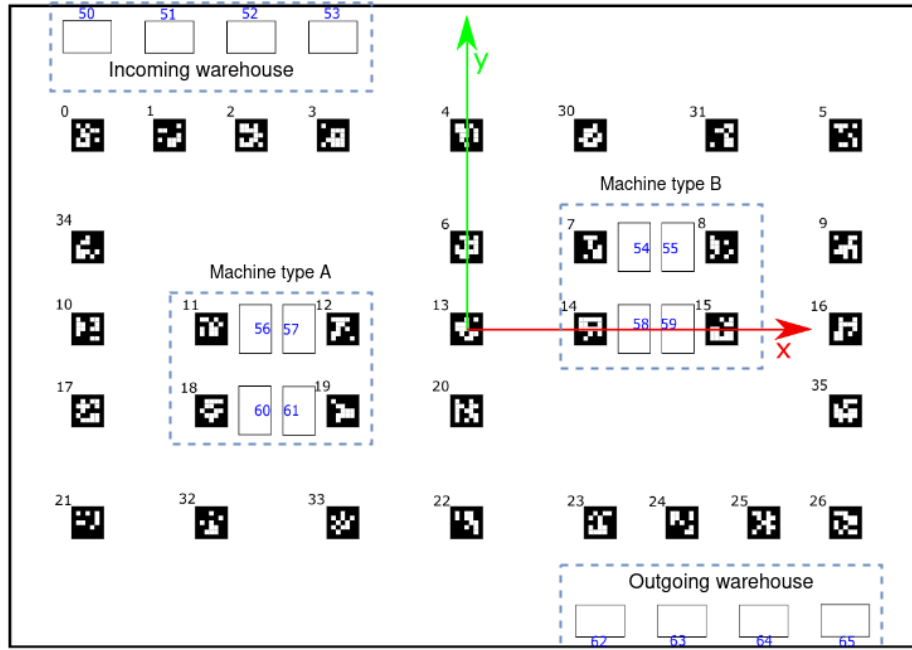 50 51 52 53
Incoming warehouse
0 1 2 3 4 30 31 5
y
Machine type B
34 6 7 8 9
54 55
Machine type A
10 11 12 13 14 15 16
56 57 58 59
x
17 18 19 20 35
60 61
21 32 33 22 23 24 25 26
Outgoing warehouse
62 63 64 65